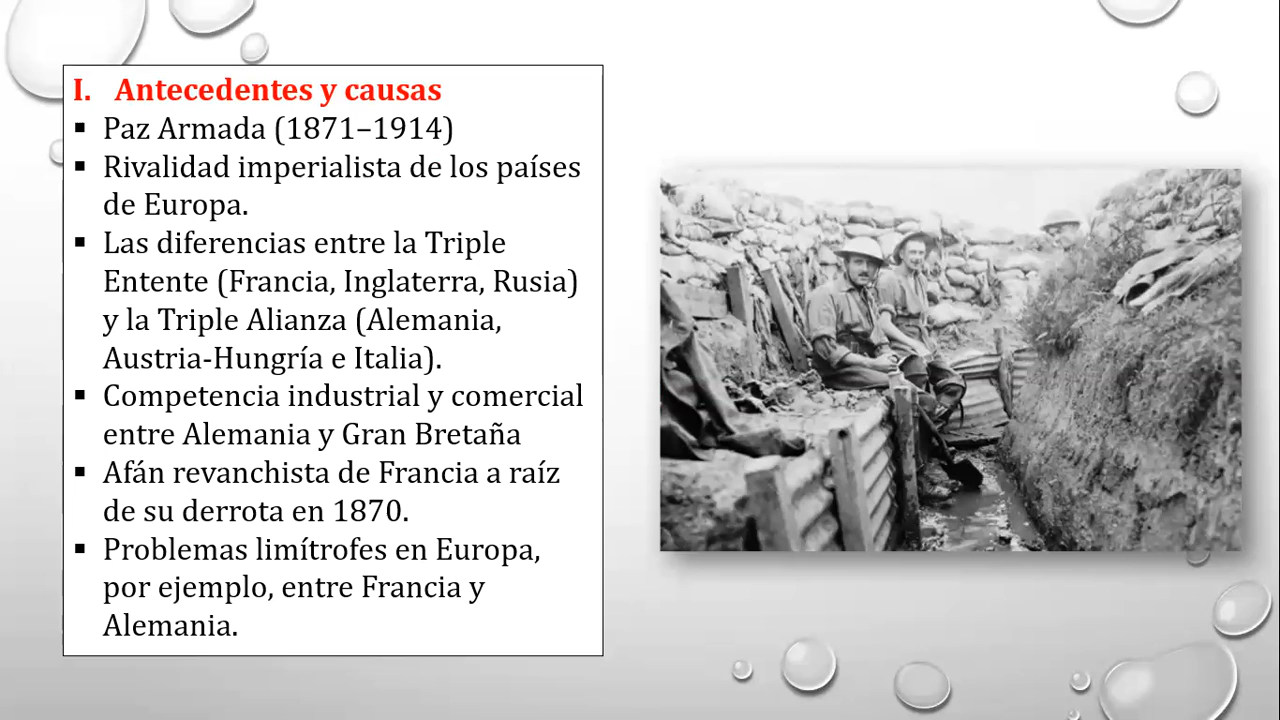 I. Antecedentes y causas
▪ Paz Armada (1871–1914)
▪ Rivalidad imperialista de los países
de Europa.
▪ Las diferencias entre la Triple
Entente (Francia, Inglaterra, Rusia)
y la Triple Alianza (Alemania,
Austria-Hungría e Italia).
▪ Competencia industrial y comercial
entre Alemania y Gran Bretaña
▪ Afán revanchista de Francia a raíz
de su derrota en 1870.
▪ Problemas limítrofes en Europa,
por ejemplo, entre Francia y
Alemania.